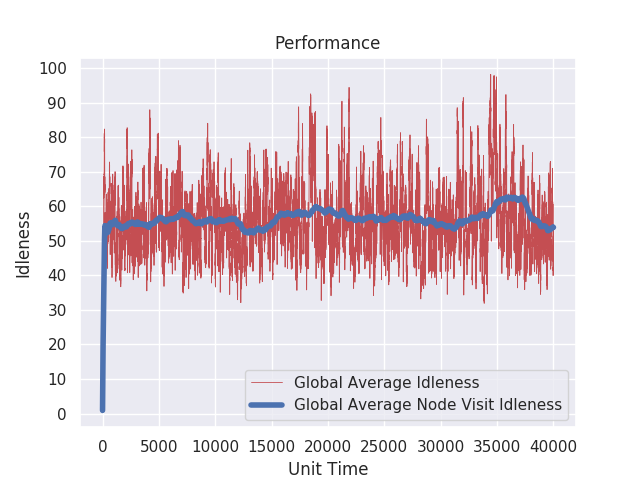 Performance
100
90
80
70
60
50
40
30
20
10
0
Idleness
Global Average Idleness
Global Average Node Visit Idleness
0 5000 10000 15000 20000 25000 30000 35000 40000
Unit Time